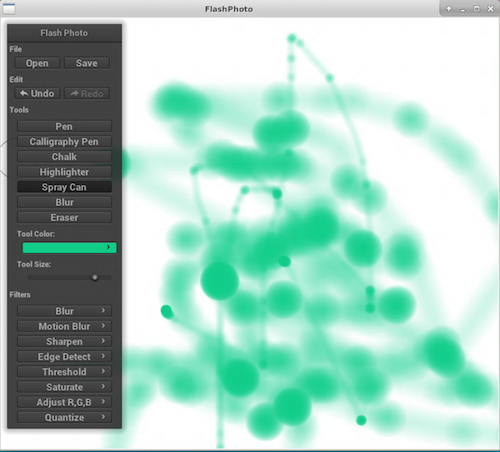 FlashPhoto
Flash Photo
File
Open Save
Edit
Undo Redo
Tools
Pen
Calligraphy Pen
Chalk
Highlighter
Spray Can
Blur
Eraser
Tool Color:
Tool Size:
Filters
Blur
Motion Blur
Sharpen
Edge Detect
Threshold
Saturate
Adjust R,G,B
Quantize